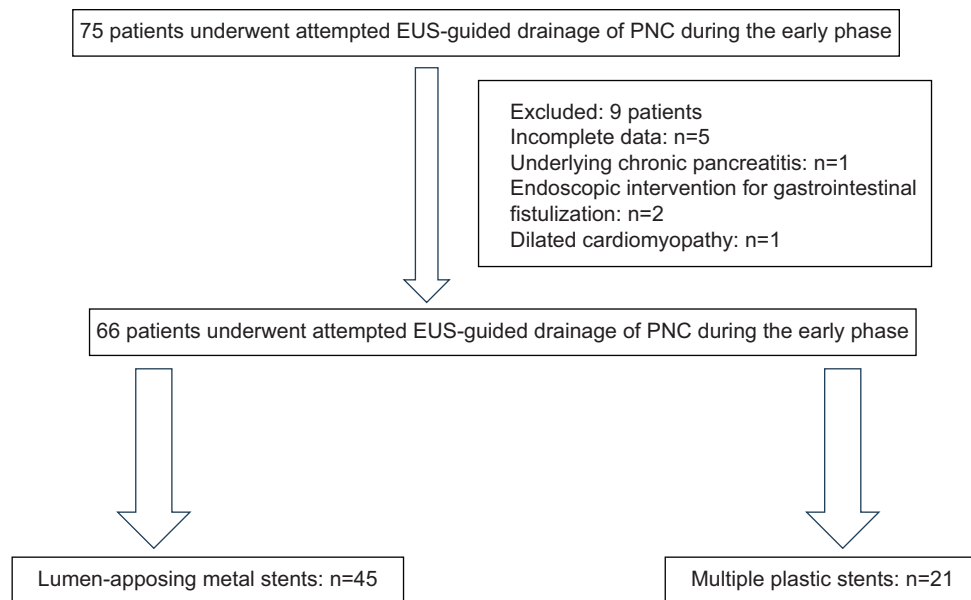 75 patients underwent attempted EUS-guided drainage of PNC during the early phase
Excluded: 9 patients
Incomplete data: n=5
Underlying chronic pancreatitis: n=1
Endoscopic intervention for gastrointestinal
fistulization: n=2
Dilated cardiomyopathy: n=1
66 patients underwent attempted EUS-guided drainage of PNC during the early phase
Lumen-apposing metal stents: n=45
Multiple plastic stents: n=21